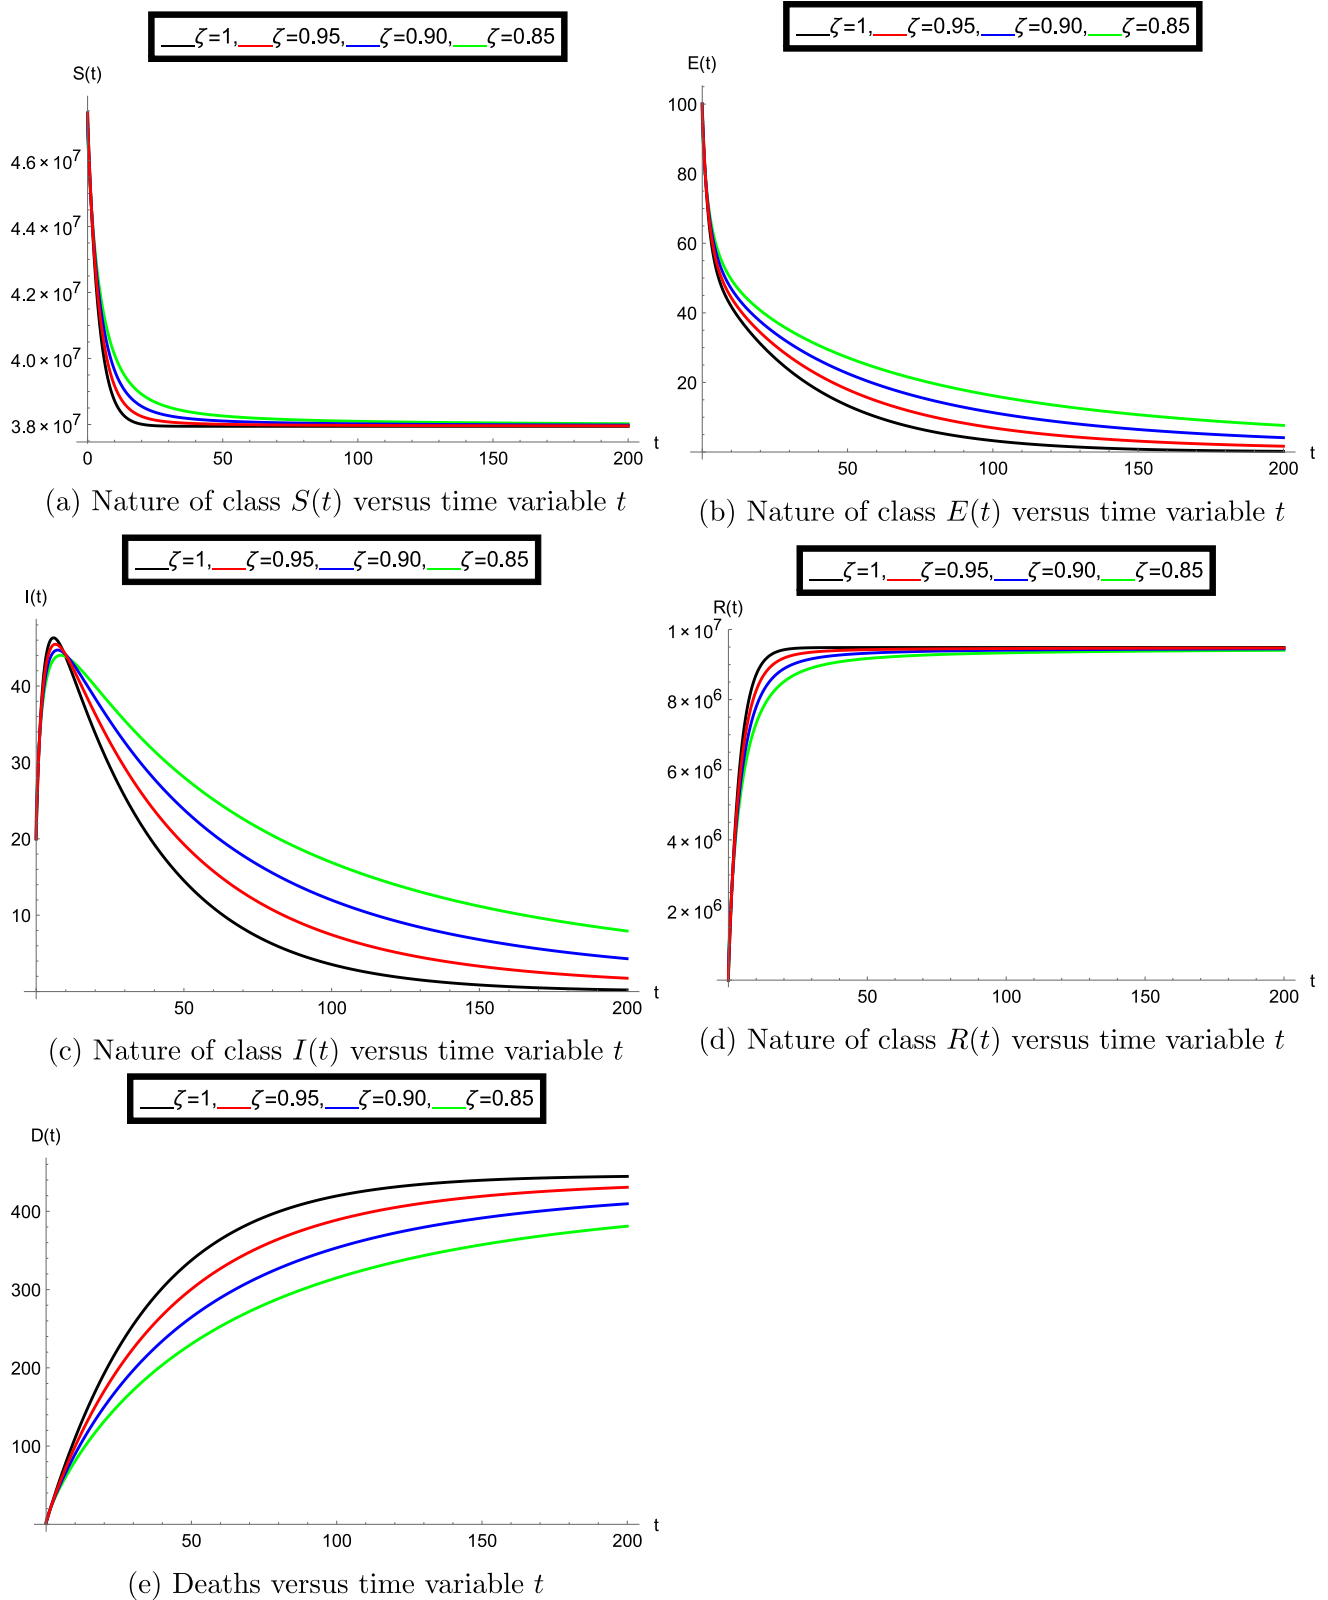 ζ=1, ζ=0.95, ζ=0.90, ζ=0.85
S(t)
4.6×10^7
4.4×10^7
4.2×10^7
4.0×10^7
3.8×10^7
0 50 100 150 200 t
(a) Nature of class S(t) versus time variable t
ζ=1, ζ=0.95, ζ=0.90, ζ=0.85
E(t)
100
80
60
40
20
50 100 150 200 t
(b) Nature of class E(t) versus time variable t
ζ=1, ζ=0.95, ζ=0.90, ζ=0.85
I(t)
40
30
20
10
50 100 150 200 t
(c) Nature of class I(t) versus time variable t
ζ=1, ζ=0.95, ζ=0.90, ζ=0.85
R(t)
1×10^7
8×10^6
6×10^6
4×10^6
2×10^6
50 100 150 200 t
(d) Nature of class R(t) versus time variable t
ζ=1, ζ=0.95, ζ=0.90, ζ=0.85
D(t)
400
300
200
100
50 100 150 200 t
(e) Deaths versus time variable t